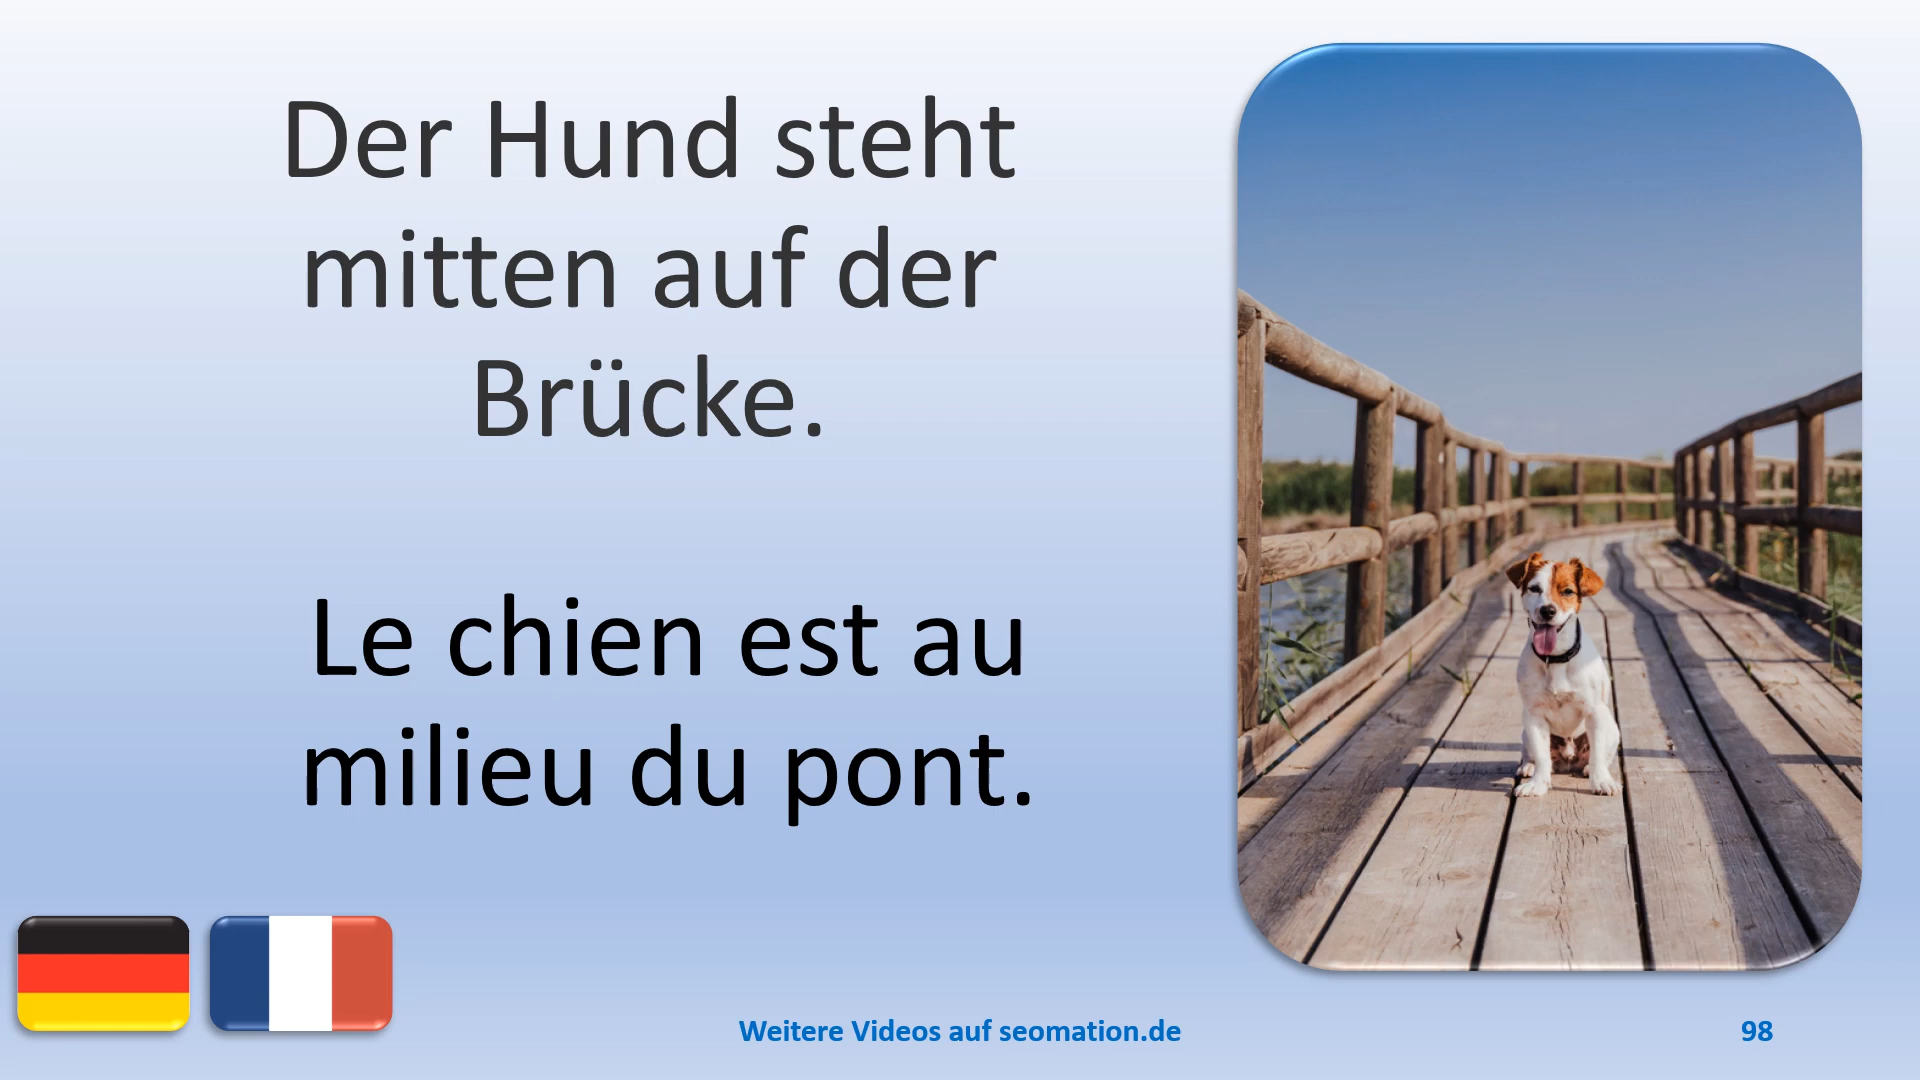 Der Hund steht
mitten auf der
Brücke.
Le chien est au
milieu du pont.
Weitere Videos auf seomation.de
98